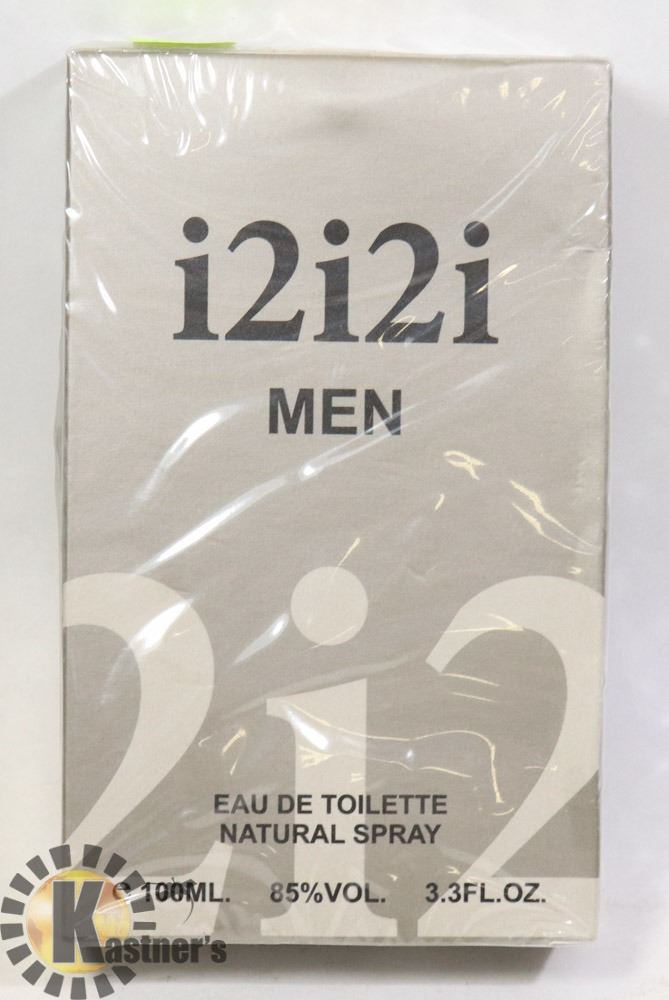 i2i2i
MEN
2i2
EAU DE TOILETTE
NATURAL SPRAY
e 100ML. 85%VOL. 3.3FL.OZ.
Kastner's